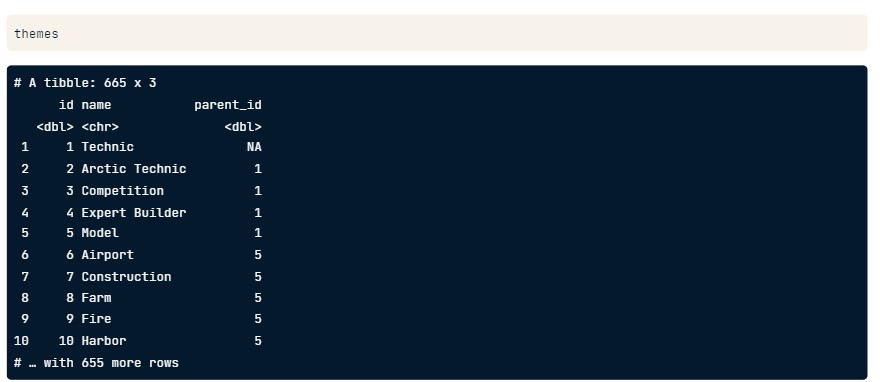 themes
# A tibble: 665 x 3
      id name           parent_id
   <dbl> <chr>              <dbl>
 1     1 Technic               NA
 2     2 Arctic Technic         1
 3     3 Competition            1
 4     4 Expert Builder         1
 5     5 Model                  1
 6     6 Airport                5
 7     7 Construction           5
 8     8 Farm                   5
 9     9 Fire                   5
10    10 Harbor                 5
# … with 655 more rows